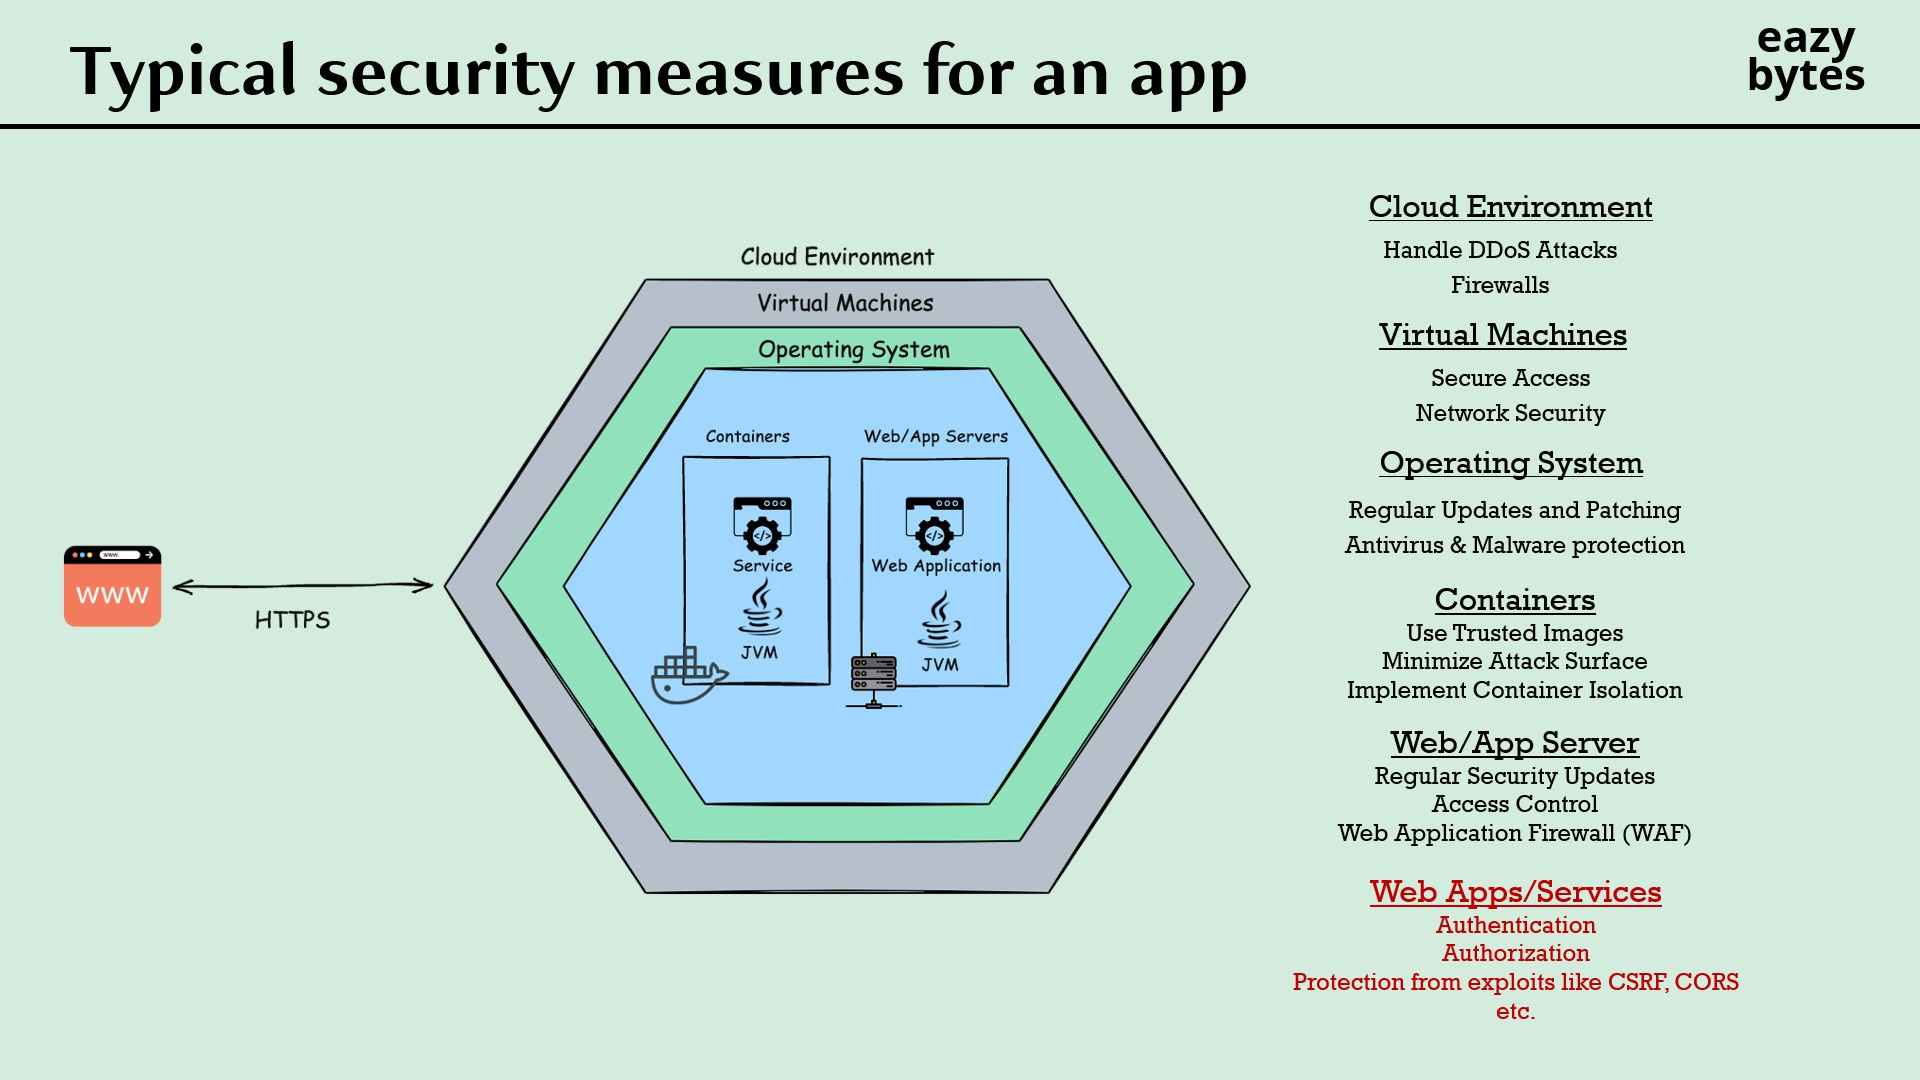 Typical security measures for an app
eazy
bytes
Cloud Environment
Virtual Machines
Operating System
Containers
Web/App Servers
Service
JVM
Web Application
JVM
www.
WWW
HTTPS
Cloud Environment
Handle DDoS Attacks
Firewalls
Virtual Machines
Secure Access
Network Security
Operating System
Regular Updates and Patching
Antivirus & Malware protection
Containers
Use Trusted Images
Minimize Attack Surface
Implement Container Isolation
Web/App Server
Regular Security Updates
Access Control
Web Application Firewall (WAF)
Web Apps/Services
Authentication
Authorization
Protection from exploits like CSRF, CORS
etc.